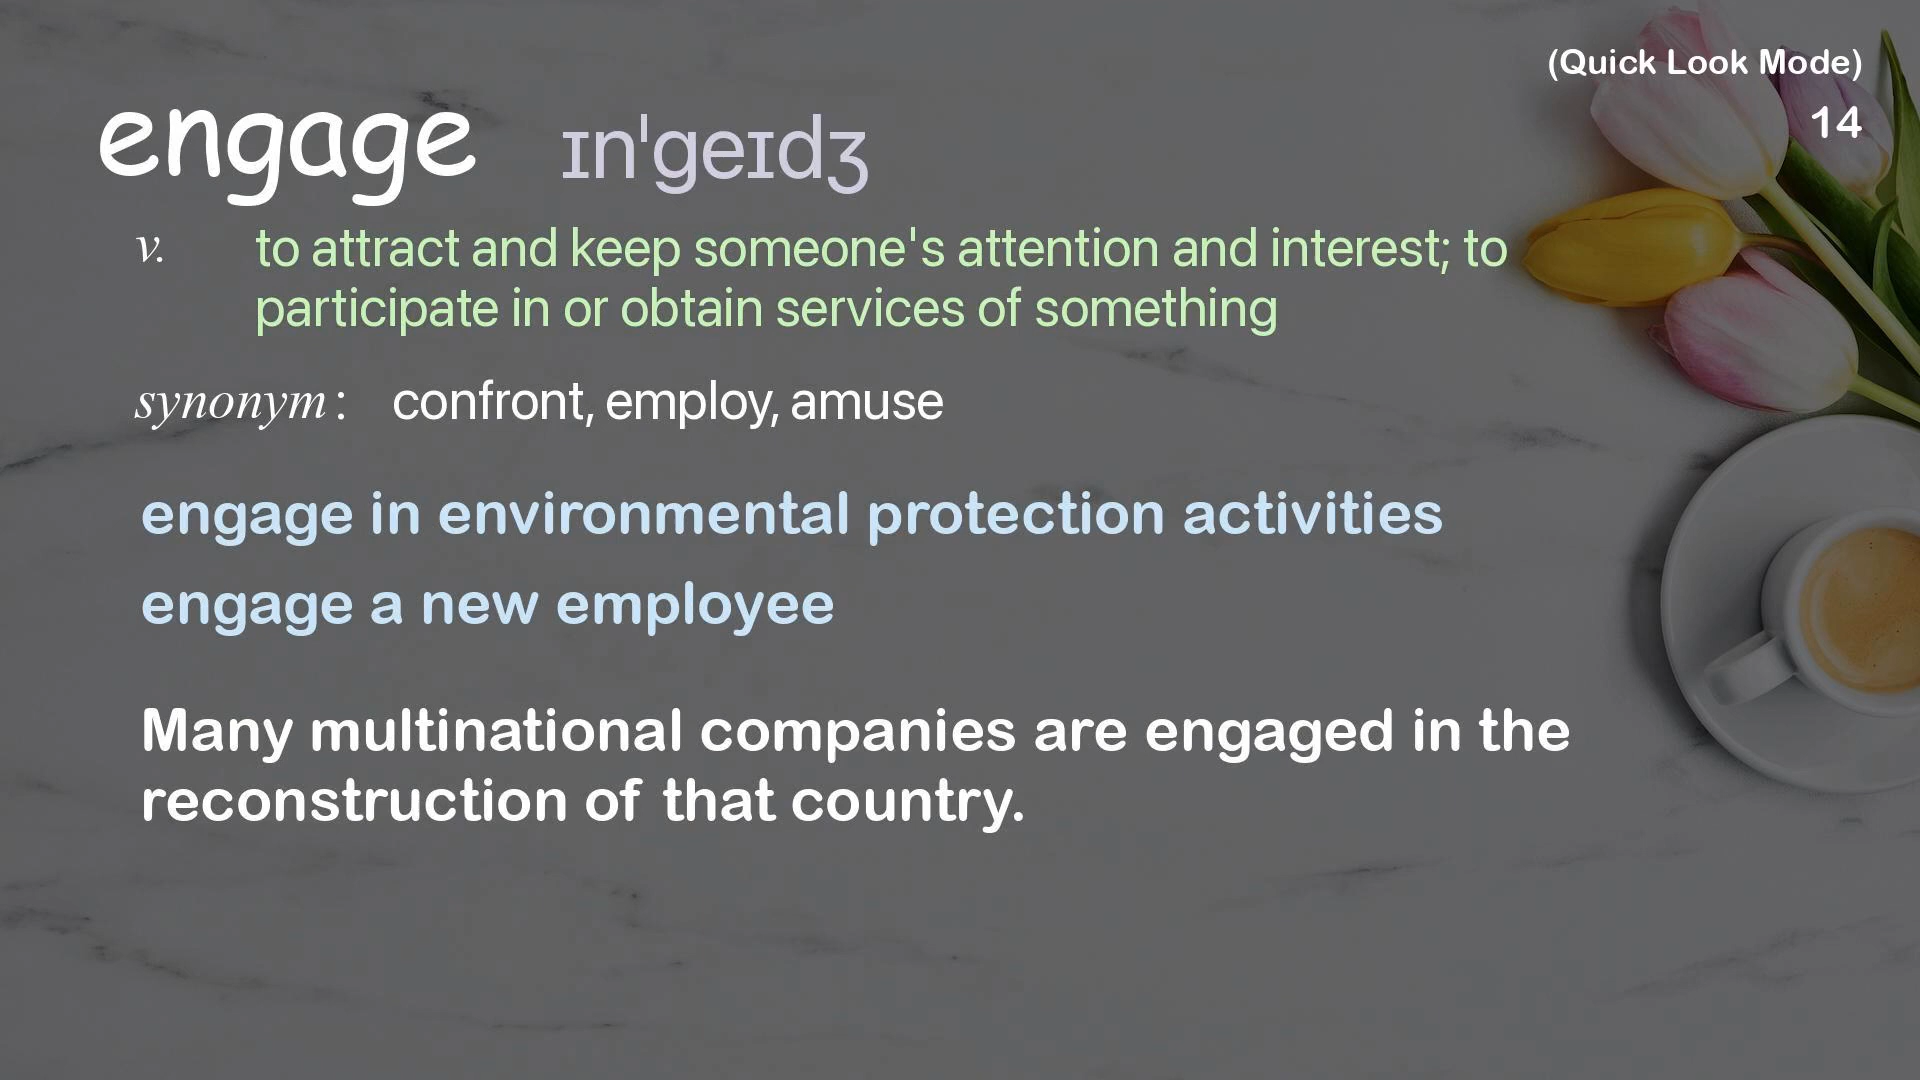 (Quick Look Mode)
14
engage ɪn'geɪdʒ
v. to attract and keep someone's attention and interest; to
participate in or obtain services of something
synonym: confront, employ, amuse
engage in environmental protection activities
engage a new employee
Many multinational companies are engaged in the
reconstruction of that country.